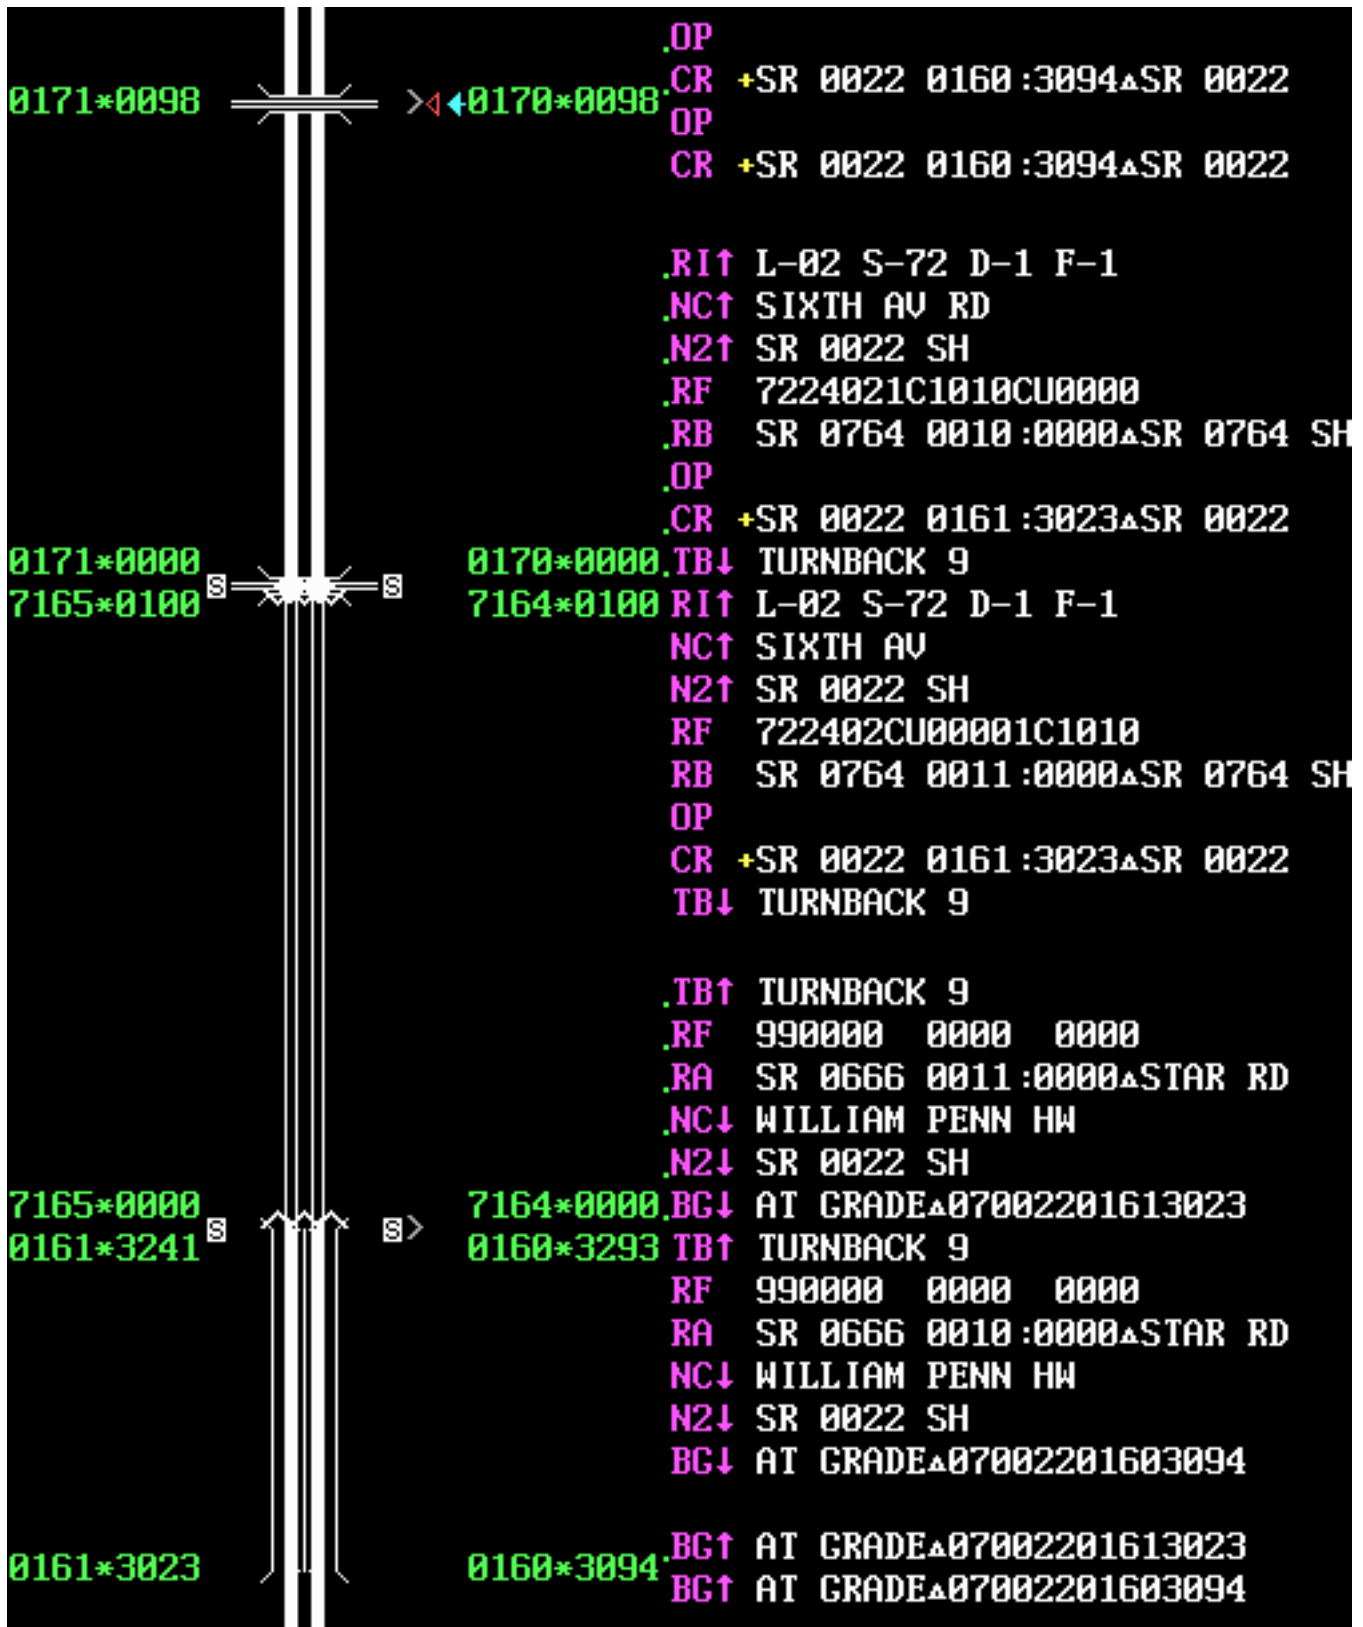 .OP
0171*0098 >◁←0170*0098.CR +SR 0022 0160:3094▵SR 0022
OP
CR +SR 0022 0160:3094▵SR 0022
.RI↑ L-02 S-72 D-1 F-1
.NC↑ SIXTH AV RD
.N2↑ SR 0022 SH
.RF 7224021C1010CU0000
.RB SR 0764 0010:0000▵SR 0764 SH
.OP
.CR +SR 0022 0161:3023▵SR 0022
0171*0000 0170*0000.TB↓ TURNBACK 9
S S
7165*0100 7164*0100 RI↑ L-02 S-72 D-1 F-1
NC↑ SIXTH AV
N2↑ SR 0022 SH
RF 722402CU00001C1010
RB SR 0764 0011:0000▵SR 0764 SH
OP
CR +SR 0022 0161:3023▵SR 0022
TB↓ TURNBACK 9
.TB↑ TURNBACK 9
.RF 990000 0000 0000
.RA SR 0666 0011:0000▵STAR RD
.NC↓ WILLIAM PENN HW
.N2↓ SR 0022 SH
7165*0000 7164*0000.BG↓ AT GRADE▵07002201613023
S S>
0161*3241 0160*3293 TB↑ TURNBACK 9
RF 990000 0000 0000
RA SR 0666 0010:0000▵STAR RD
NC↓ WILLIAM PENN HW
N2↓ SR 0022 SH
BG↓ AT GRADE▵07002201603094
BG↑ AT GRADE▵07002201613023
0161*3023 0160*3094.
BG↑ AT GRADE▵07002201603094